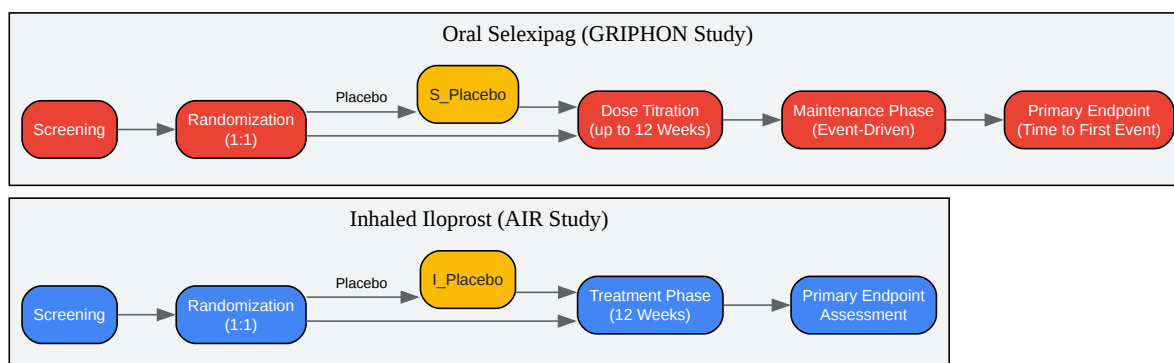 Oral Selexipag (GRIPHON Study)
Screening
Randomization
(1:1)
Placebo
S_Placebo
Dose Titration
(up to 12 Weeks)
Maintenance Phase
(Event-Driven)
Primary Endpoint
(Time to First Event)
Inhaled Iloprost (AIR Study)
Screening
Randomization
(1:1)
Placebo
I_Placebo
Treatment Phase
(12 Weeks)
Primary Endpoint
Assessment